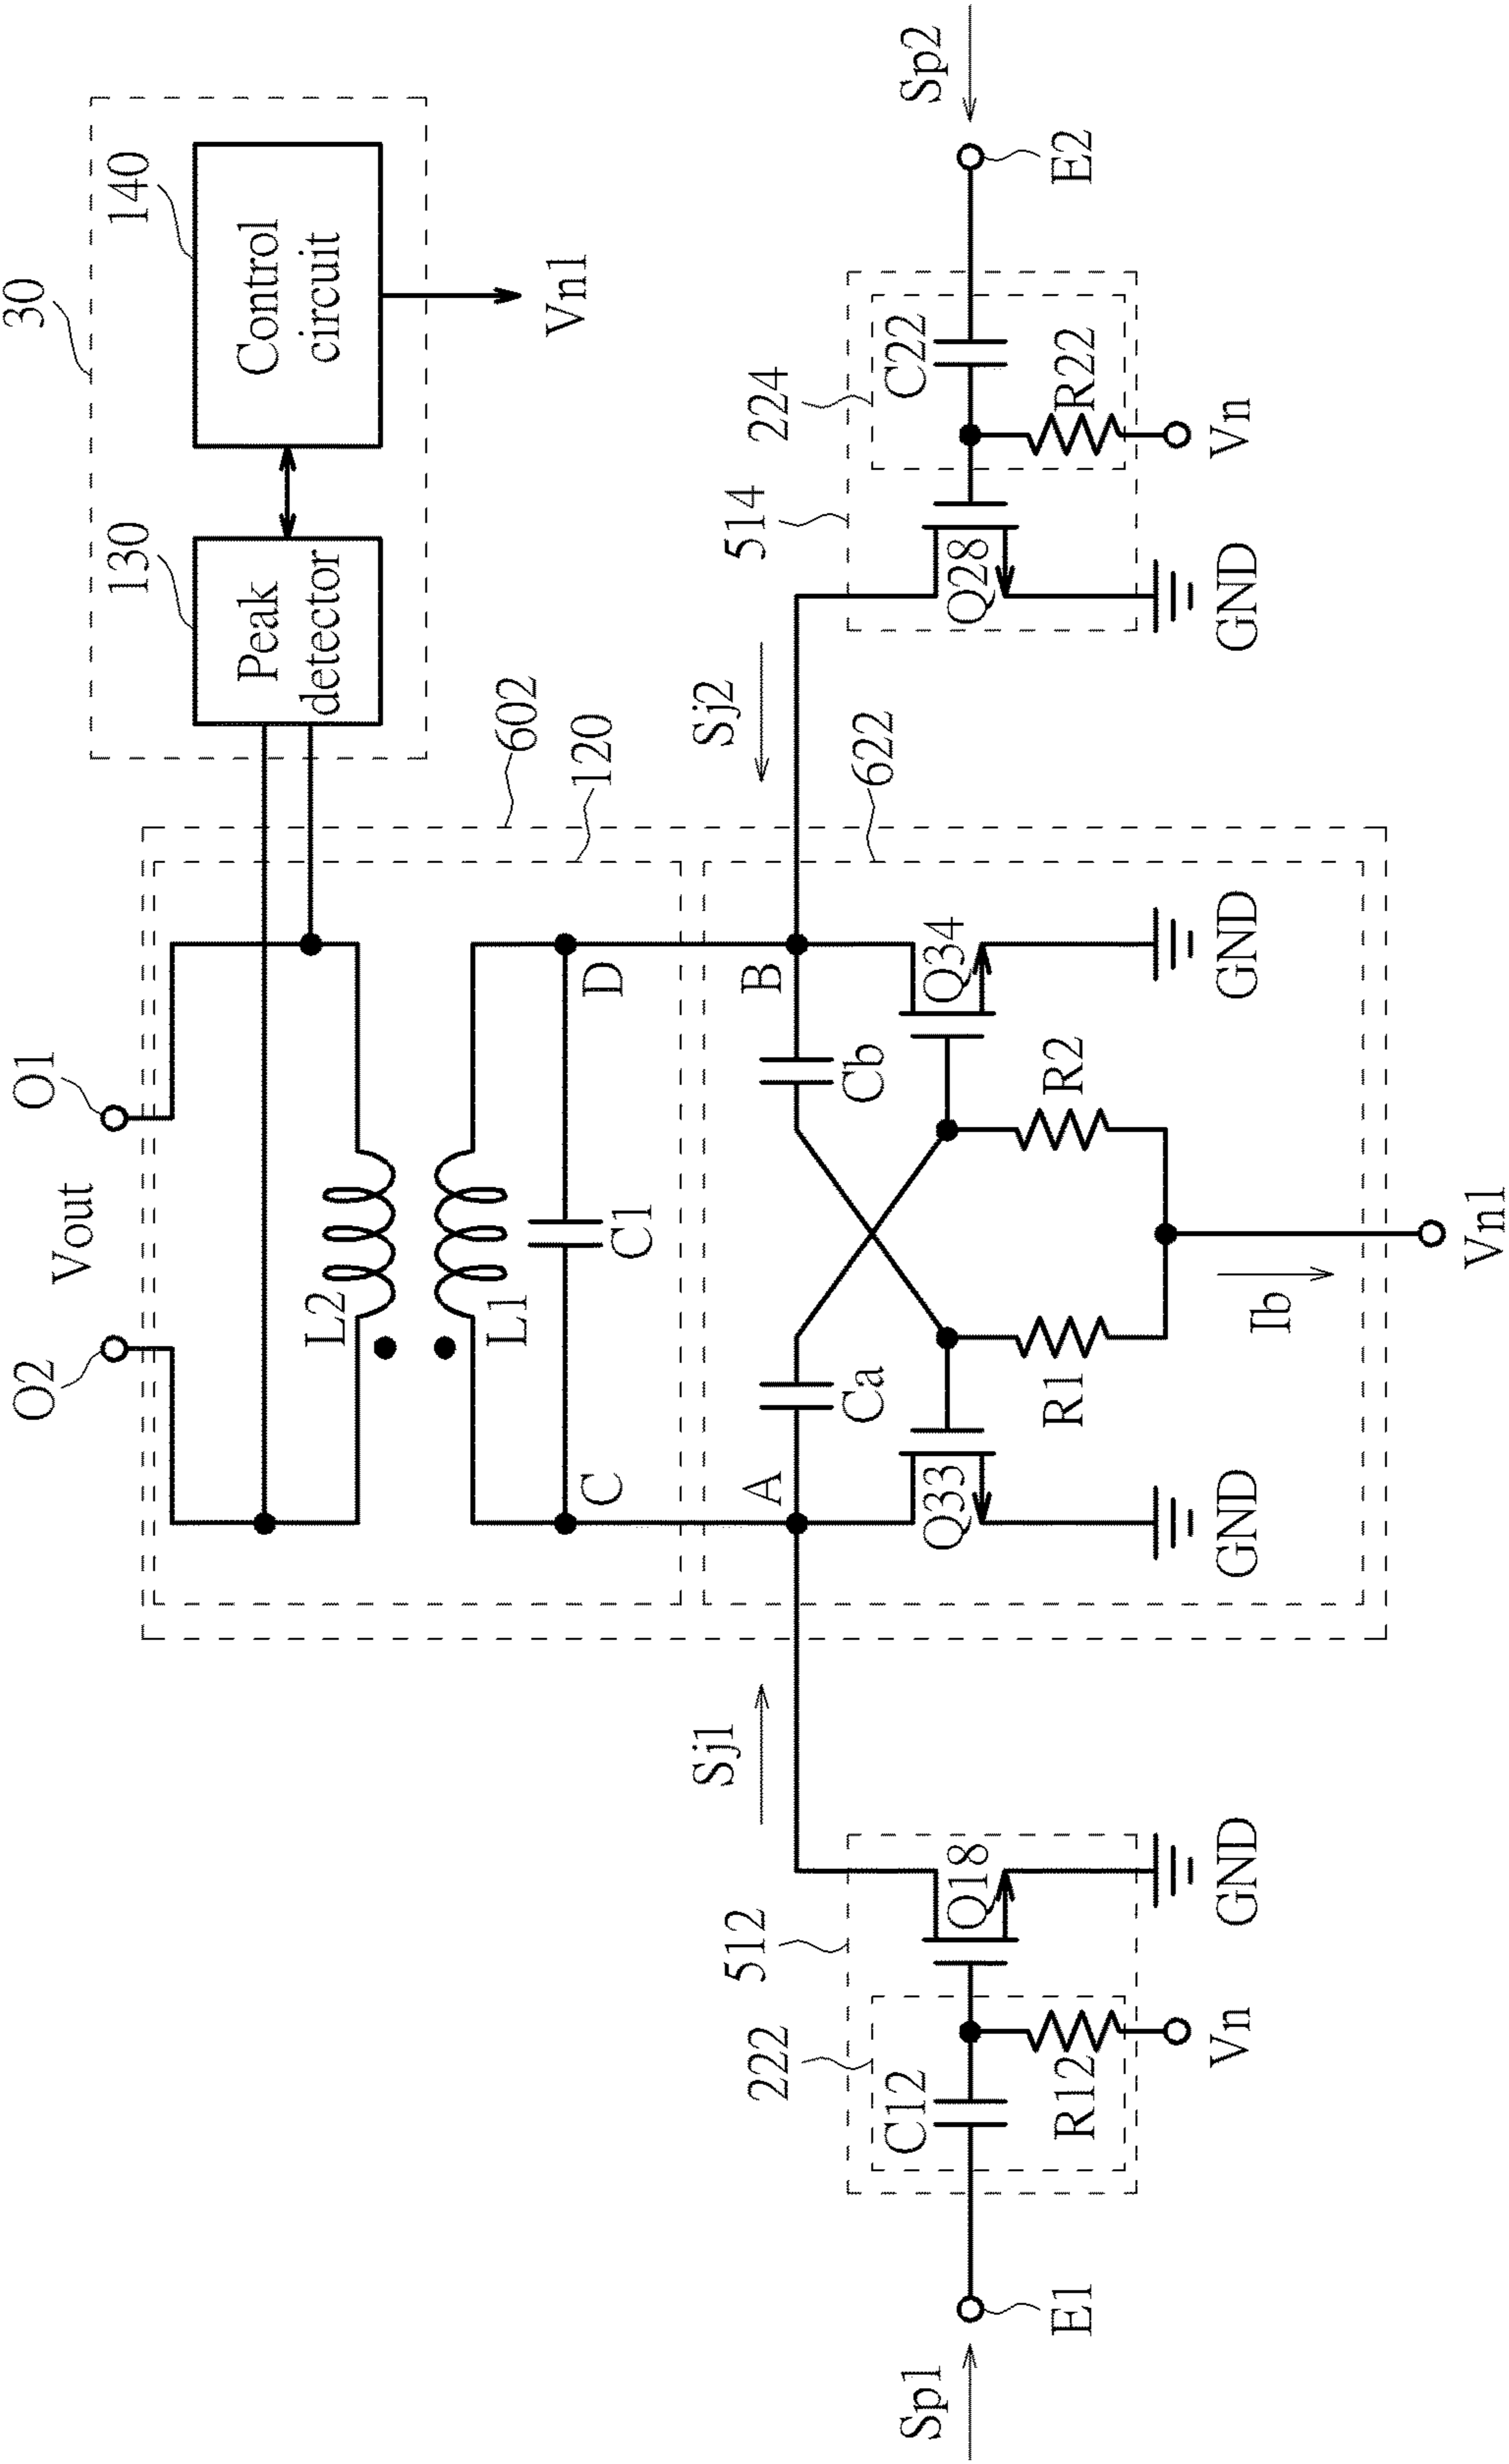 30
140
Control
circuit
130
Peak
detector
Vn1
O2
Vout
O1
602
120
L2
L1
C1
C
D
622
A
B
Ca
Cb
Q33
Q34
R1
R2
GND
GND
Ib
Vn1
Sj1
Sj2
512
222
C12
Q18
R12
Vn
GND
Sp1
E1
514
224
Q28
C22
R22
GND
Vn
Sp2
E2